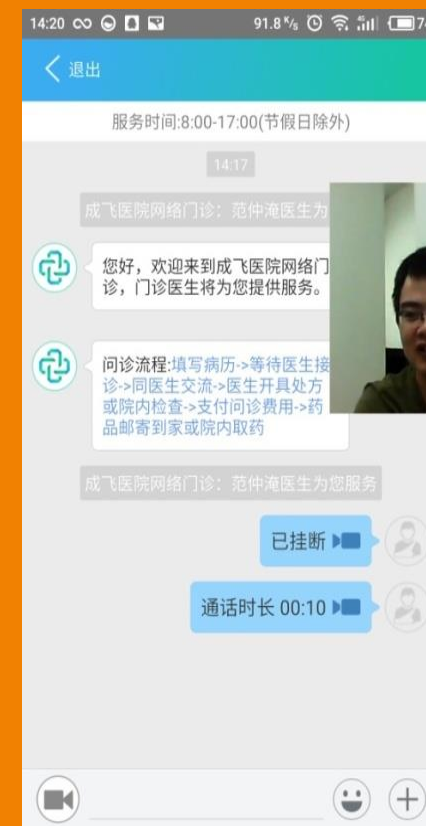 14:20 91.8 K/s 4G 74
退出
服务时间:8:00-17:00(节假日除外)
14:17
成飞医院网络门诊：范仲淹医生为
您好，欢迎来到成飞医院网络门
诊，门诊医生将为您提供服务。
问诊流程:填写病历->等待医生接
诊->同医生交流->医生开具处方
或院内检查->支付问诊费用->药
品邮寄到家或院内取药
成飞医院网络门诊：范仲淹医生为您服务
已挂断
通话时长 00:10